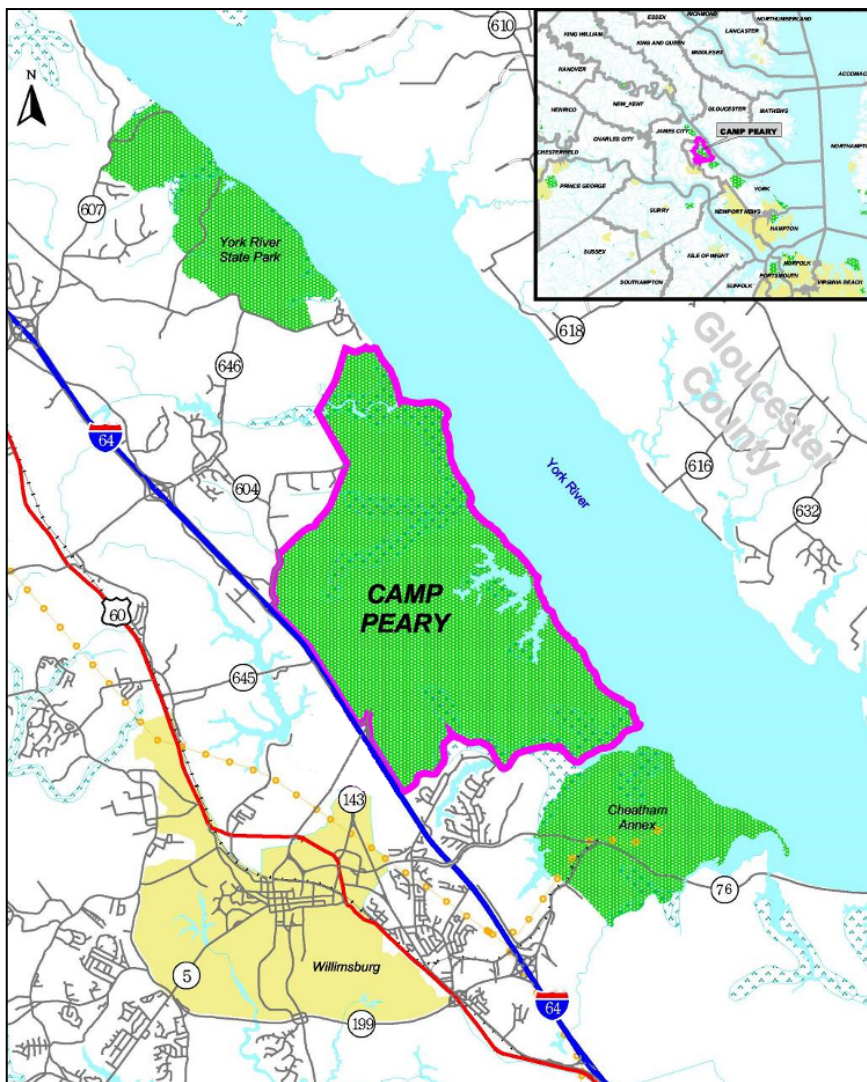 N
610
607
York River
State Park
646
64
604
60
645
CAMP
PEARY
York River
618
Gloucester
County
616
632
143
Cheatham
Annex
76
Willimsburg
5
199
64
ESSEX
RICHMOND
NORTHUMBERLAND
KING WILLIAM
LANCASTER
KING AND QUEEN
MIDDLESEX
HANOVER
ACCOMAC
NEW_KENT
GLOUCESTER
MATHEWS
HENRICO
JAMES CITY
CAMP PEARY
CHARLES CITY
CHESTERFIELD
NORTHAMPTON
PRINCE GEORGE
YORK
SURRY
NEWPORT NEWS
HAMPTON
SUSSEX
ISLE OF WIGHT
NORFOLK
PORTSMOUTH
SOUTHAMPTON
SUFFOLK
VIRGINIA BEACH